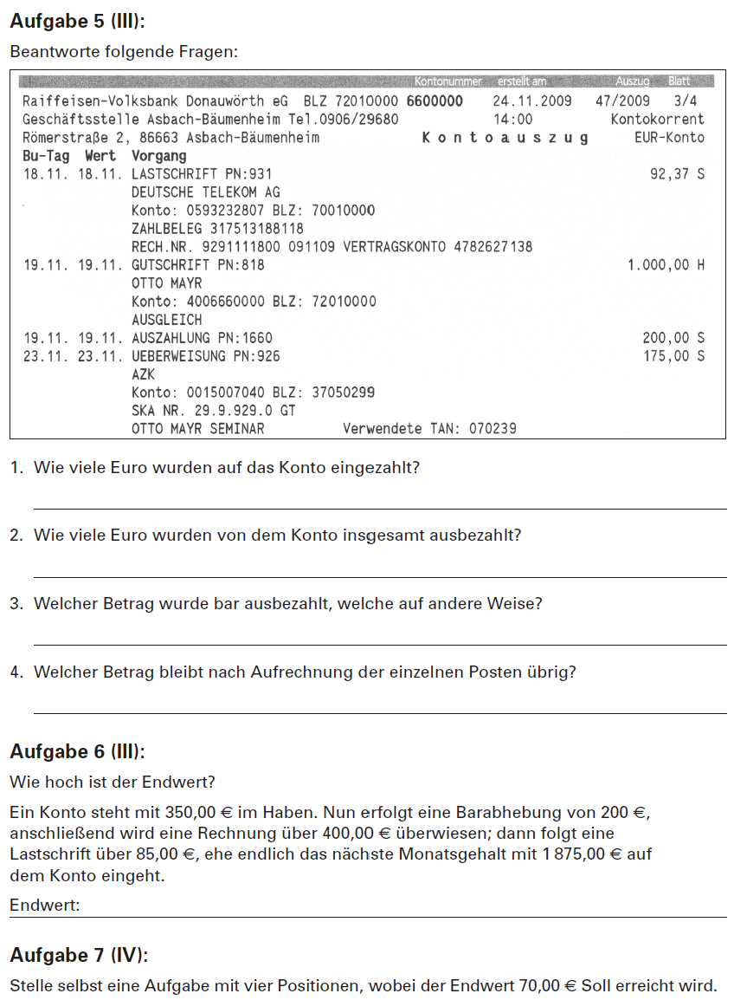 Aufgabe 5 (III):
Beantworte folgende Fragen:
Kontonummer erstellt am Auszug Blatt
Raiffeisen-Volksbank Donauwörth eG BLZ 72010000 6600000 24.11.2009 47/2009 3/4
Geschäftsstelle Asbach-Bäumenheim Tel.0906/29680 14:00 Kontokorrent
Römerstraße 2, 86663 Asbach-Bäumenheim K o n t o a u s z u g EUR-Konto
Bu-Tag Wert Vorgang
18.11. 18.11. LASTSCHRIFT PN:931 92,37 S
DEUTSCHE TELEKOM AG
Konto: 0593232807 BLZ: 70010000
ZAHLBELEG 317513188118
RECH.NR. 9291111800 091109 VERTRAGSKONTO 4782627138
19.11. 19.11. GUTSCHRIFT PN:818 1.000,00 H
OTTO MAYR
Konto: 4006660000 BLZ: 72010000
AUSGLEICH
19.11. 19.11. AUSZAHLUNG PN:1660 200,00 S
23.11. 23.11. UEBERWEISUNG PN:926 175,00 S
AZK
Konto: 0015007040 BLZ: 37050299
SKA NR. 29.9.929.0 GT
OTTO MAYR SEMINAR Verwendete TAN: 070239
1. Wie viele Euro wurden auf das Konto eingezahlt?
2. Wie viele Euro wurden von dem Konto insgesamt ausbezahlt?
3. Welcher Betrag wurde bar ausbezahlt, welche auf andere Weise?
4. Welcher Betrag bleibt nach Aufrechnung der einzelnen Posten übrig?
Aufgabe 6 (III):
Wie hoch ist der Endwert?
Ein Konto steht mit 350,00 € im Haben. Nun erfolgt eine Barabhebung von 200 €,
anschließend wird eine Rechnung über 400,00 € überwiesen; dann folgt eine
Lastschrift über 85,00 €, ehe endlich das nächste Monatsgehalt mit 1 875,00 € auf
dem Konto eingeht.
Endwert:
Aufgabe 7 (IV):
Stelle selbst eine Aufgabe mit vier Positionen, wobei der Endwert 70,00 € Soll erreicht wird.